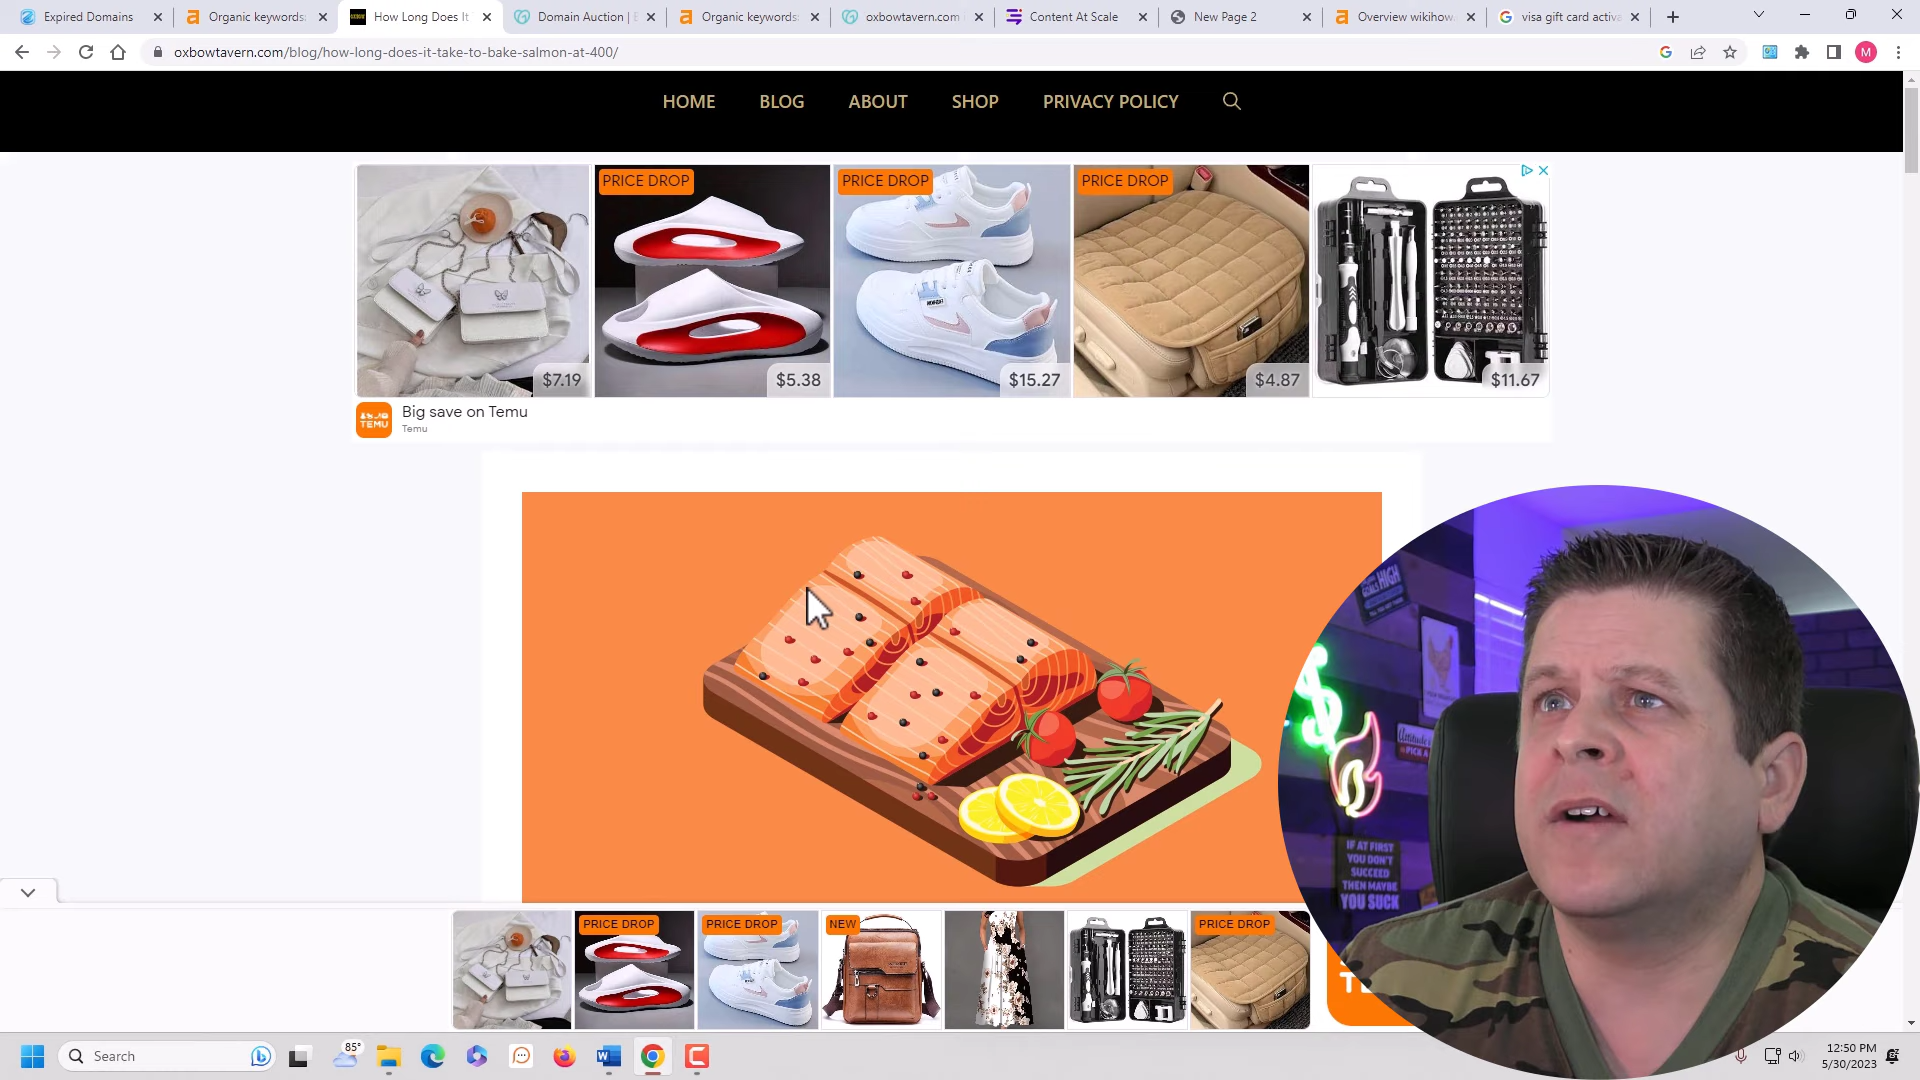 Expired Domains
Organic keywords:
How Long Does It
Domain Auction | E
Organic keywords:
oxbowtavern.com
Content At Scale
New Page 2
Overview wikihow.
visa gift card activa
oxbowtavern.com/blog/how-long-does-it-take-to-bake-salmon-at-400/
M
HOME
BLOG
ABOUT
SHOP
PRIVACY POLICY
PRICE DROP
PRICE DROP
PRICE DROP
$7.19
$5.38
$15.27
$4.87
$11.67
TEMU
Big save on Temu
Temu
HIGH
IF AT FIRST
YOU DON'T
SUCCEED
THEN MAYBE
YOU SUCK
PRICE DROP
PRICE DROP
NEW
PRICE DROP
Search
85°
12:50 PM
5/30/2023